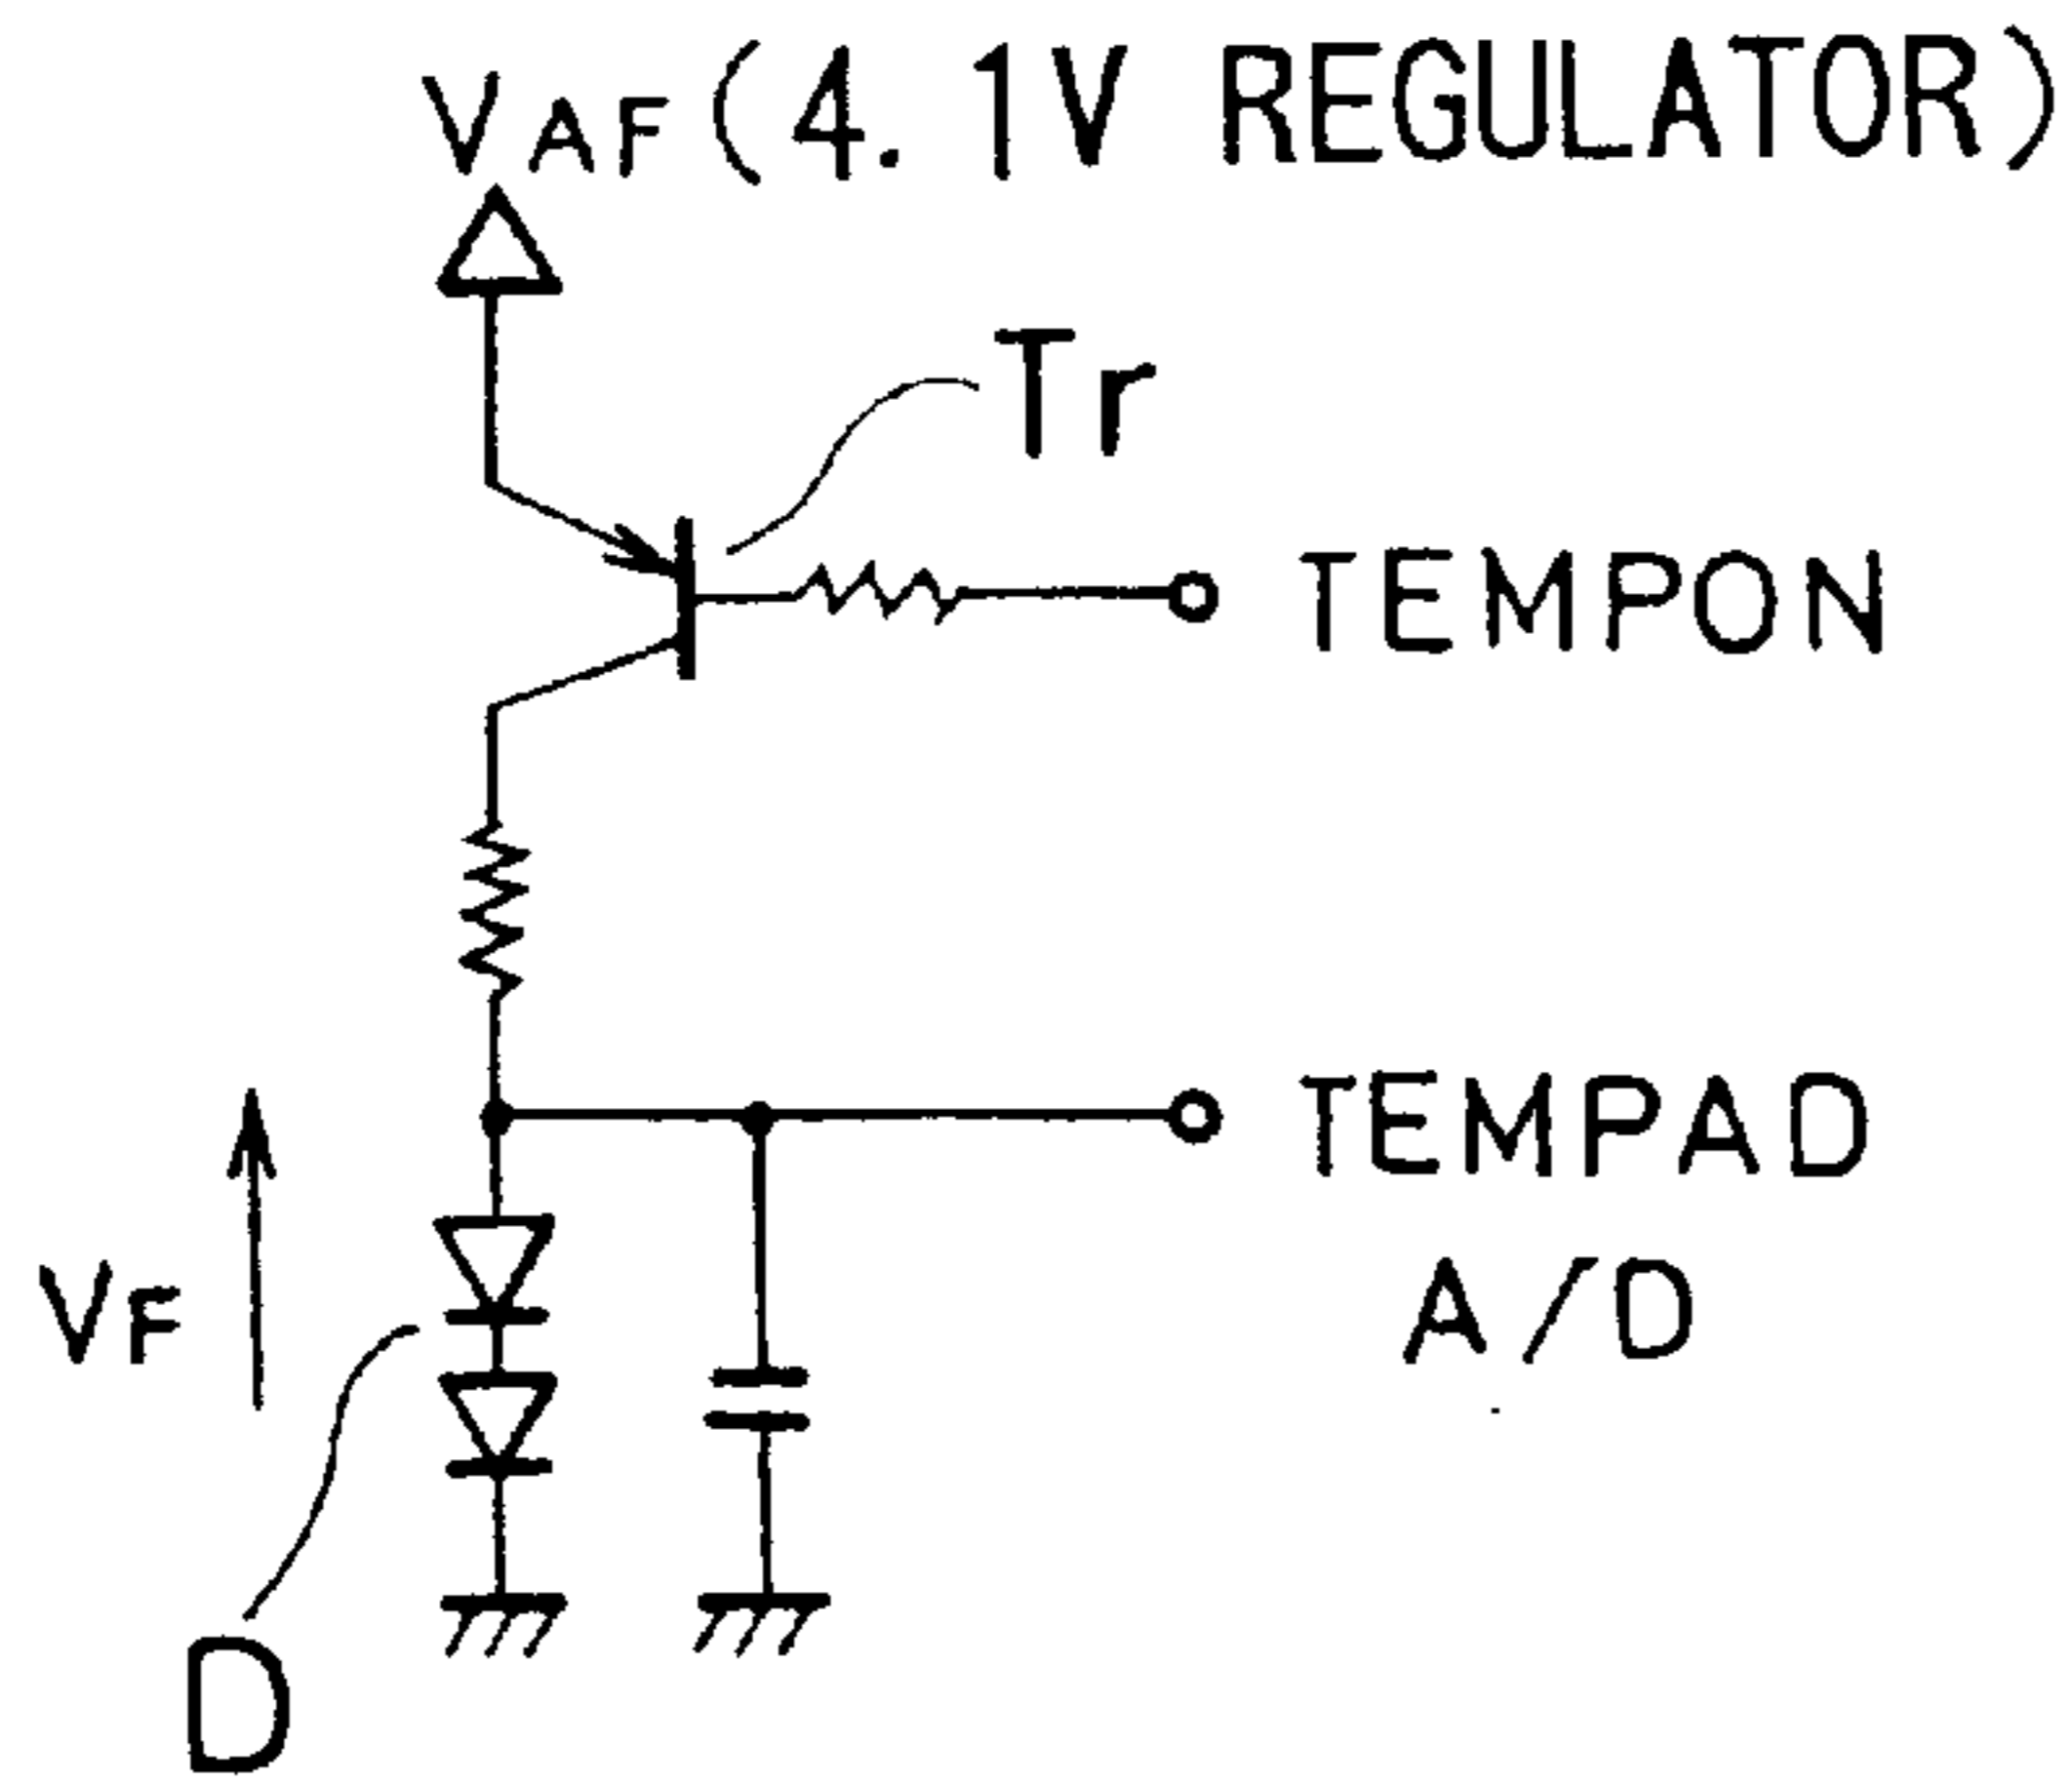 VAF (4.1V REGULATOR)
Tr
TEMPON
TEMPAD
A/D
VF
D